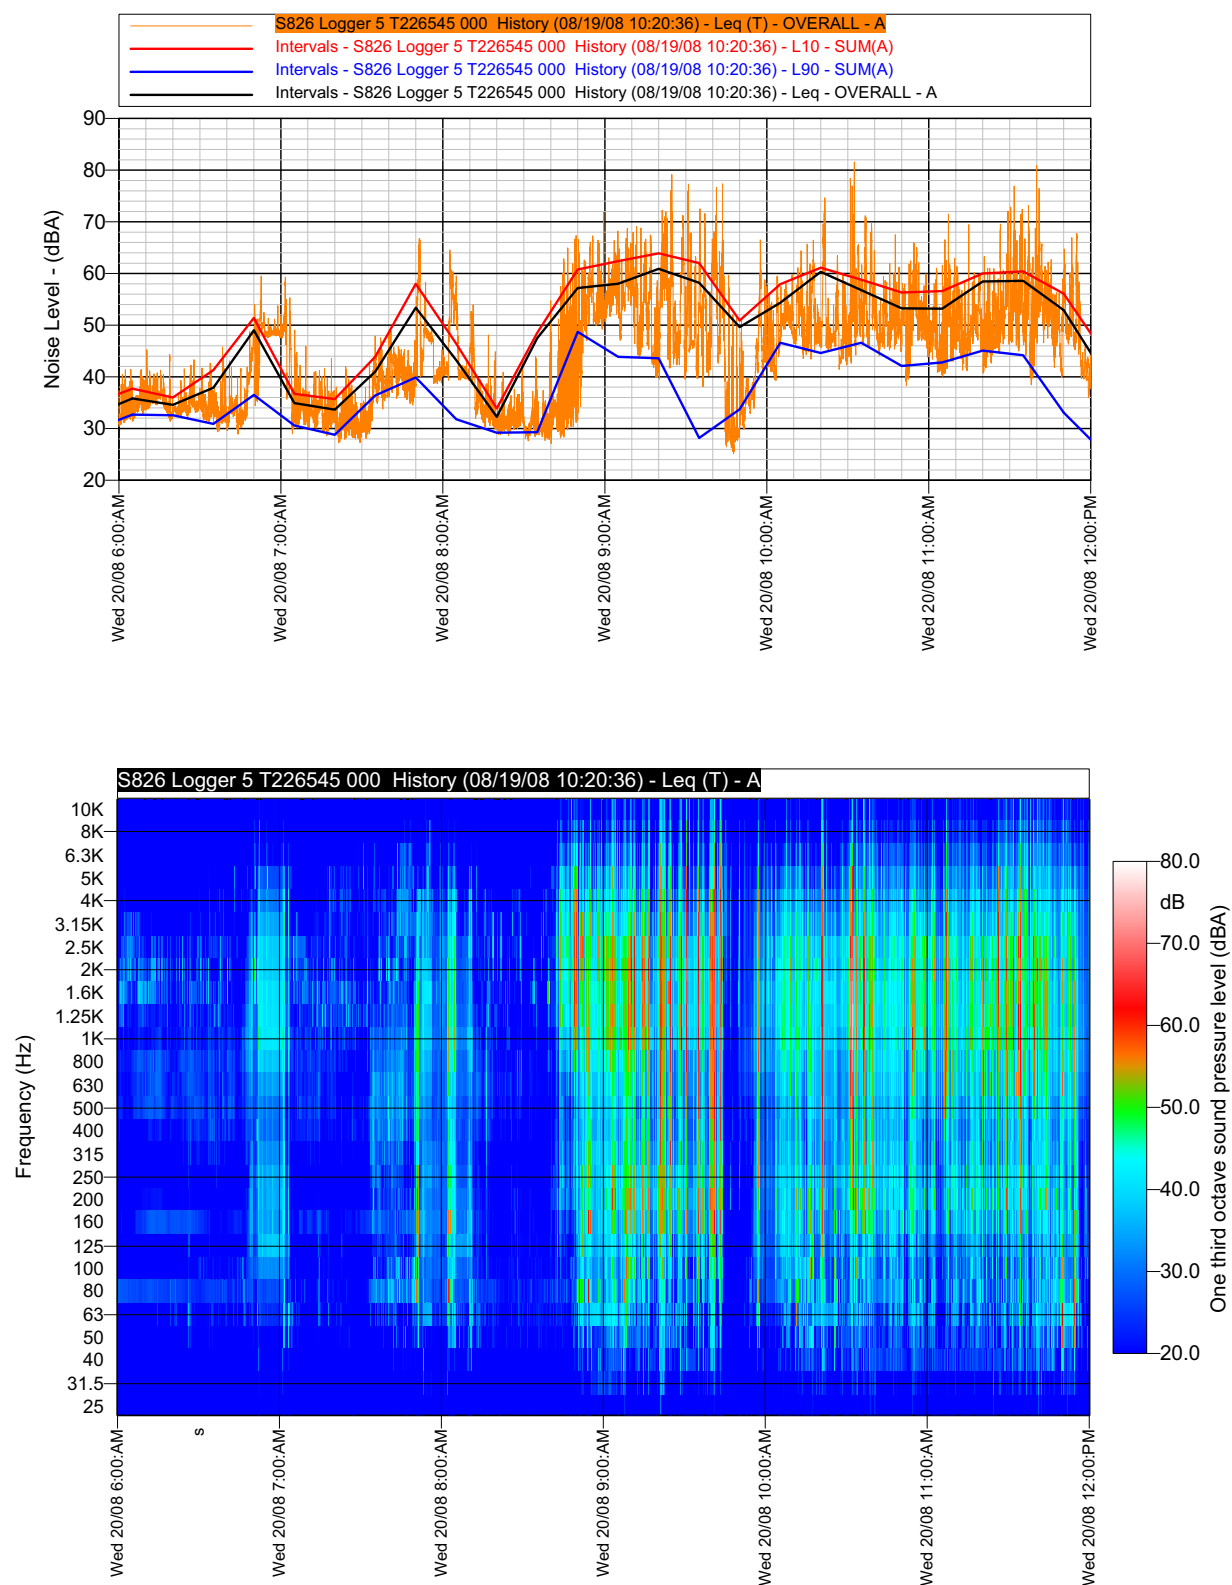 S826 Logger 5 T226545 000  History (08/19/08 10:20:36) - Leq (T) - OVERALL - A
Intervals - S826 Logger 5 T226545 000  History (08/19/08 10:20:36) - L10 - SUM(A)
Intervals - S826 Logger 5 T226545 000  History (08/19/08 10:20:36) - L90 - SUM(A)
Intervals - S826 Logger 5 T226545 000  History (08/19/08 10:20:36) - Leq - OVERALL - A
Noise Level - (dBA)
90
80
70
60
50
40
30
20
Wed 20/08 6:00:AM
Wed 20/08 7:00:AM
Wed 20/08 8:00:AM
Wed 20/08 9:00:AM
Wed 20/08 10:00:AM
Wed 20/08 11:00:AM
Wed 20/08 12:00:PM
S826 Logger 5 T226545 000  History (08/19/08 10:20:36) - Leq (T) - A
Frequency (Hz)
10K
8K
6.3K
5K
4K
3.15K
2.5K
2K
1.6K
1.25K
1K
800
630
500
400
315
250
200
160
125
100
80
63
50
40
31.5
25
Wed 20/08 6:00:AM
s
Wed 20/08 7:00:AM
Wed 20/08 8:00:AM
Wed 20/08 9:00:AM
Wed 20/08 10:00:AM
Wed 20/08 11:00:AM
Wed 20/08 12:00:PM
80.0
dB
70.0
60.0
50.0
40.0
30.0
20.0
One third octave sound pressure level (dBA)